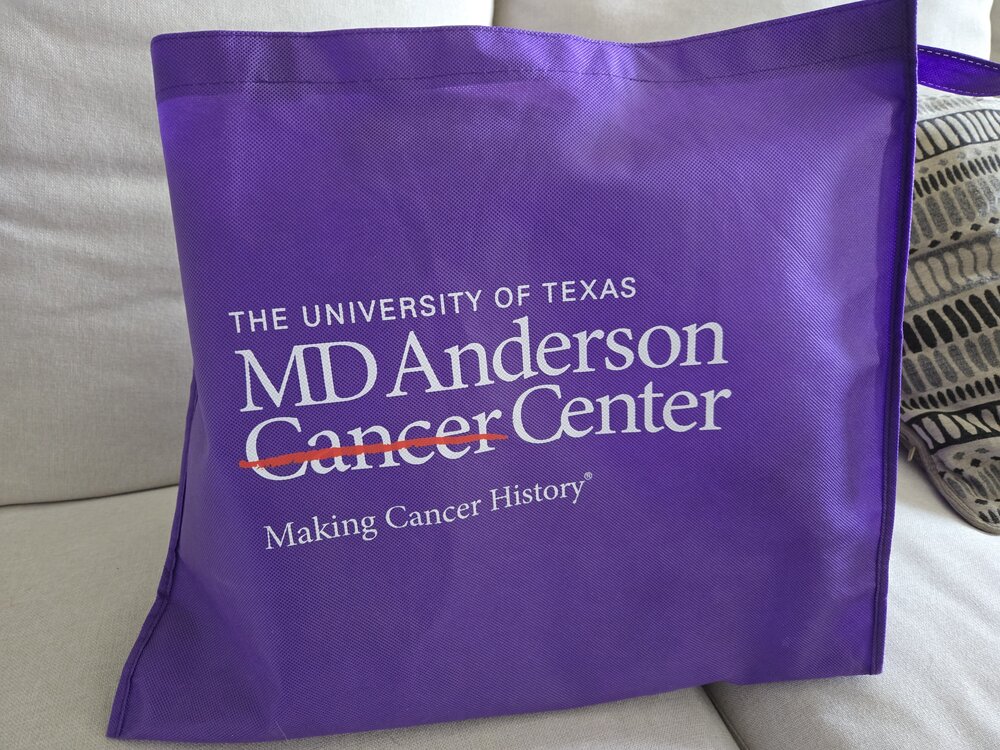 THE UNIVERSITY OF TEXAS
MD Anderson
Cancer Center
Making Cancer History®